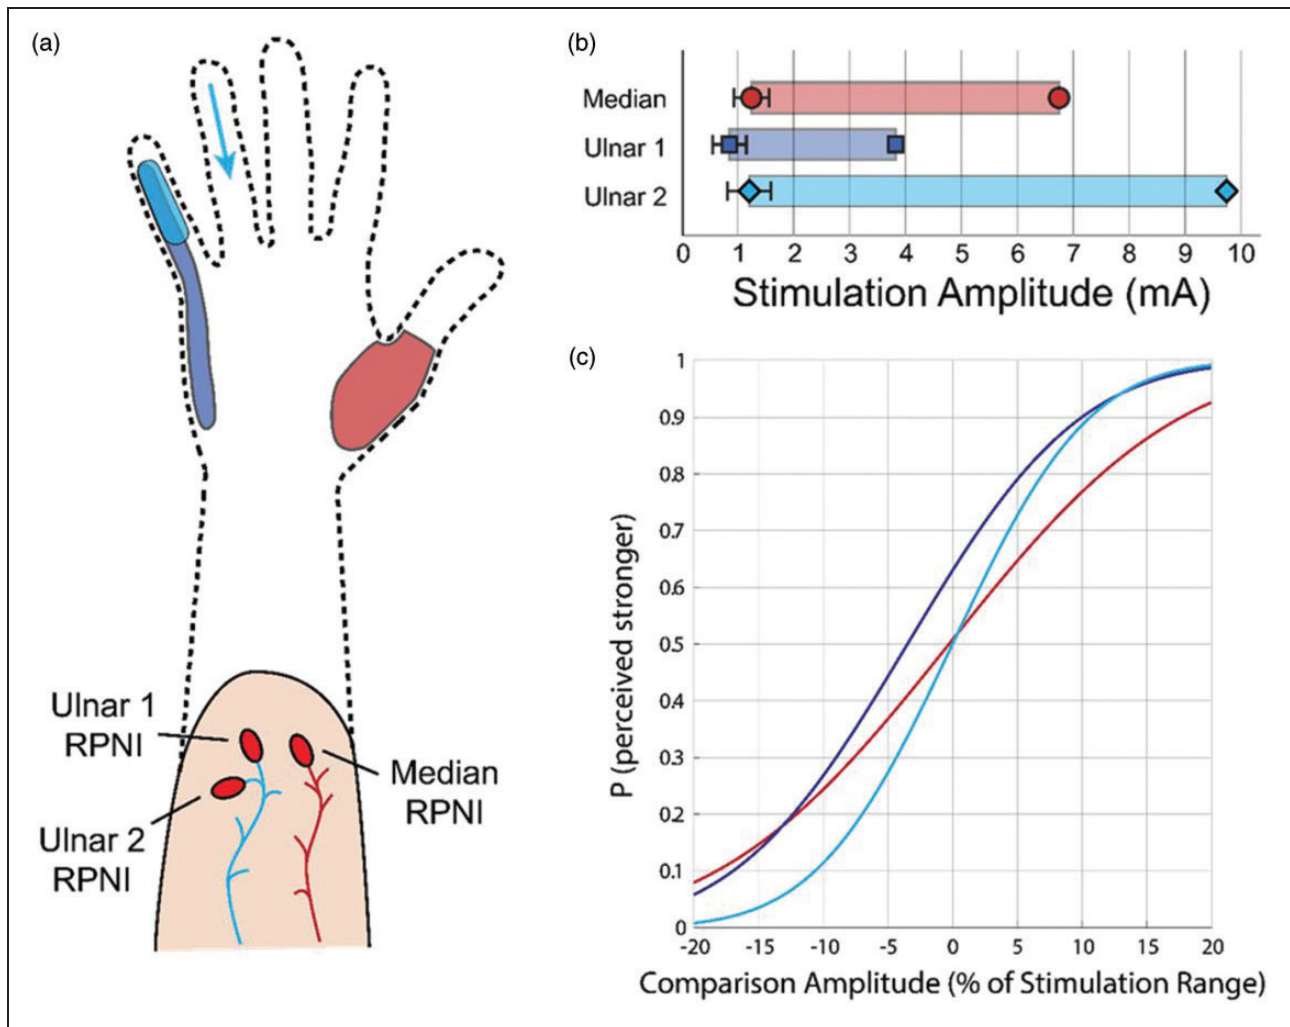 (a)
Ulnar 1
RPNI
Ulnar 2
RPNI
Median
RPNI
(b)
Median
Ulnar 1
Ulnar 2
0 1 2 3 4 5 6 7 8 9 10
Stimulation Amplitude (mA)
(c)
P (perceived stronger)
1
0.9
0.8
0.7
0.6
0.5
0.4
0.3
0.2
0.1
0
-20 -15 -10 -5 0 5 10 15 20
Comparison Amplitude (% of Stimulation Range)